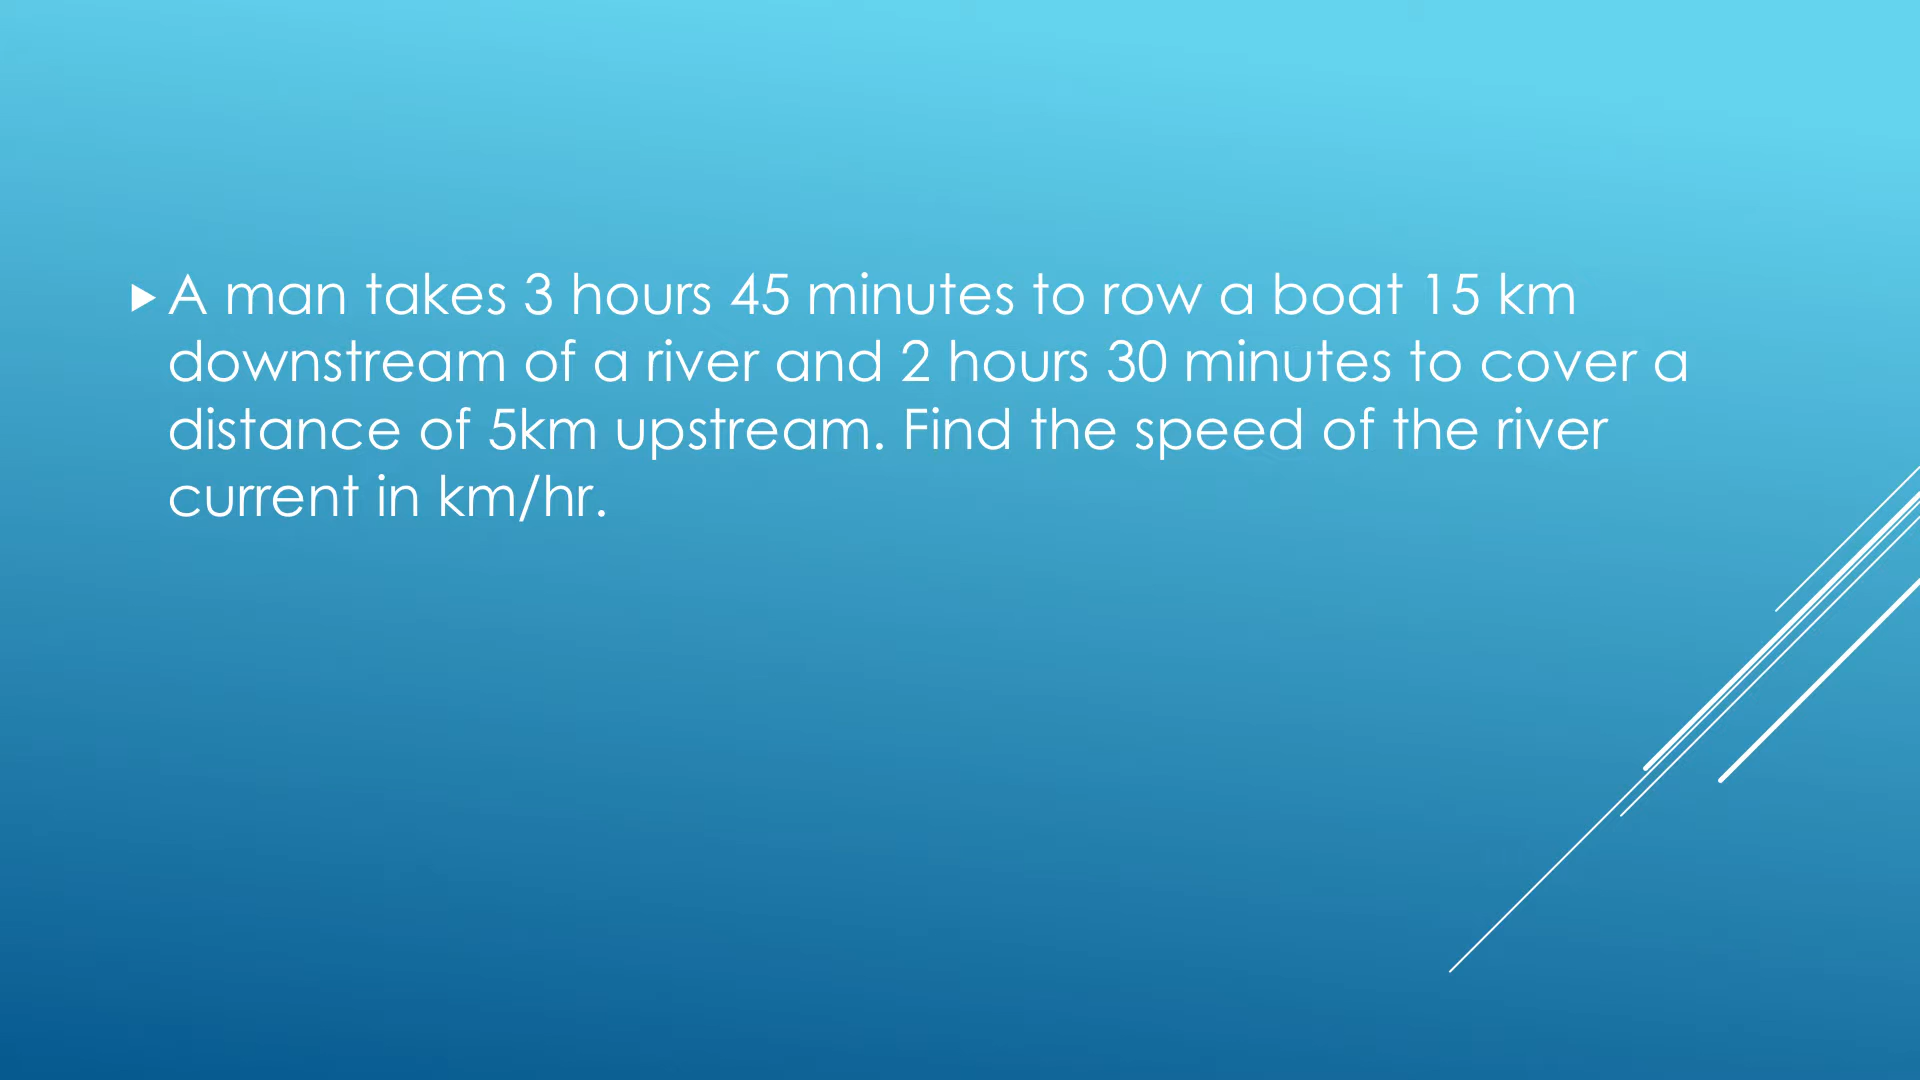 A man takes 3 hours 45 minutes to row a boat 15 km
downstream of a river and 2 hours 30 minutes to cover a
distance of 5km upstream. Find the speed of the river
current in km/hr.